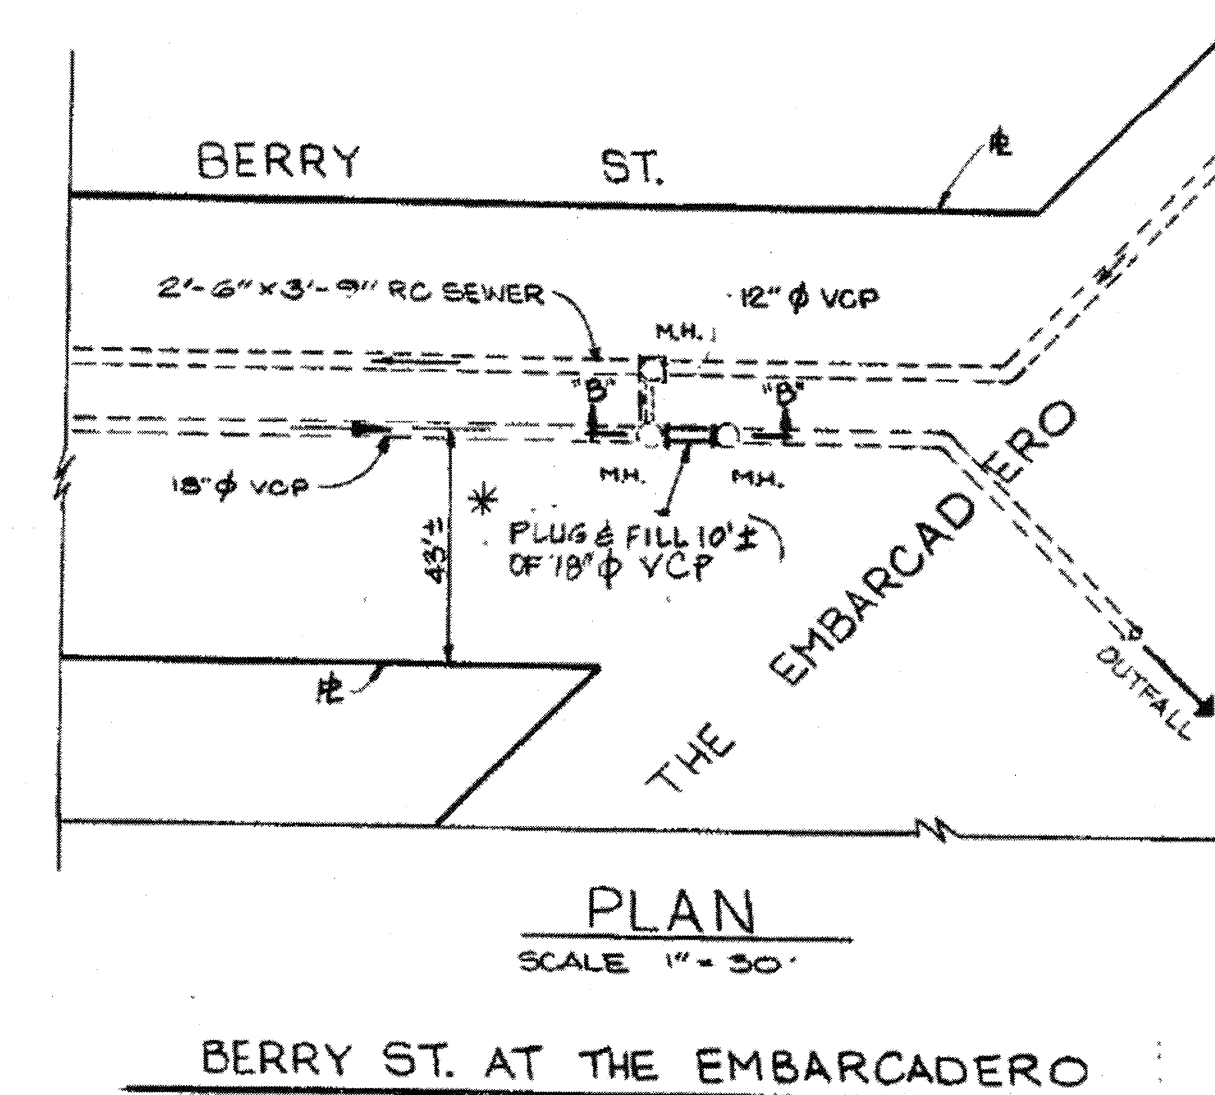 BERRY ST.
℄
2'-6" x 3'-9" RC SEWER
12" ϕ VCP
M.H.
"B"
"B"
18" ϕ VCP
M.H.
M.H.
* PLUG & FILL 10'±
OF 18" ϕ VCP
43'±
THE EMBARCADERO
OUTFALL
PLAN
SCALE 1" = 30'
BERRY ST. AT THE EMBARCADERO